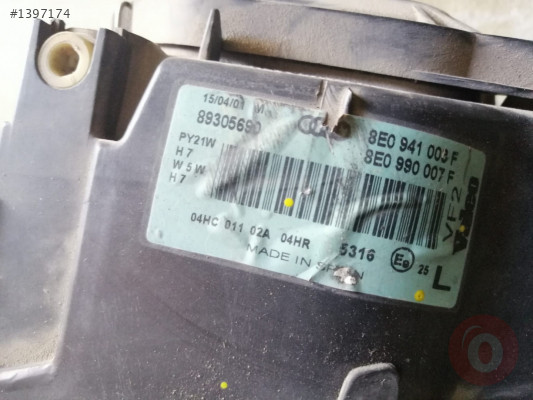 #1397174
15/04/01 M
89305690
8E0 941 003 F
8E0 990 007 F
PY21W
H7
W5W
H7
04HC 011 02A 04HR 5316
MADE IN SPAIN
E9 25
L
VF2
Valeo